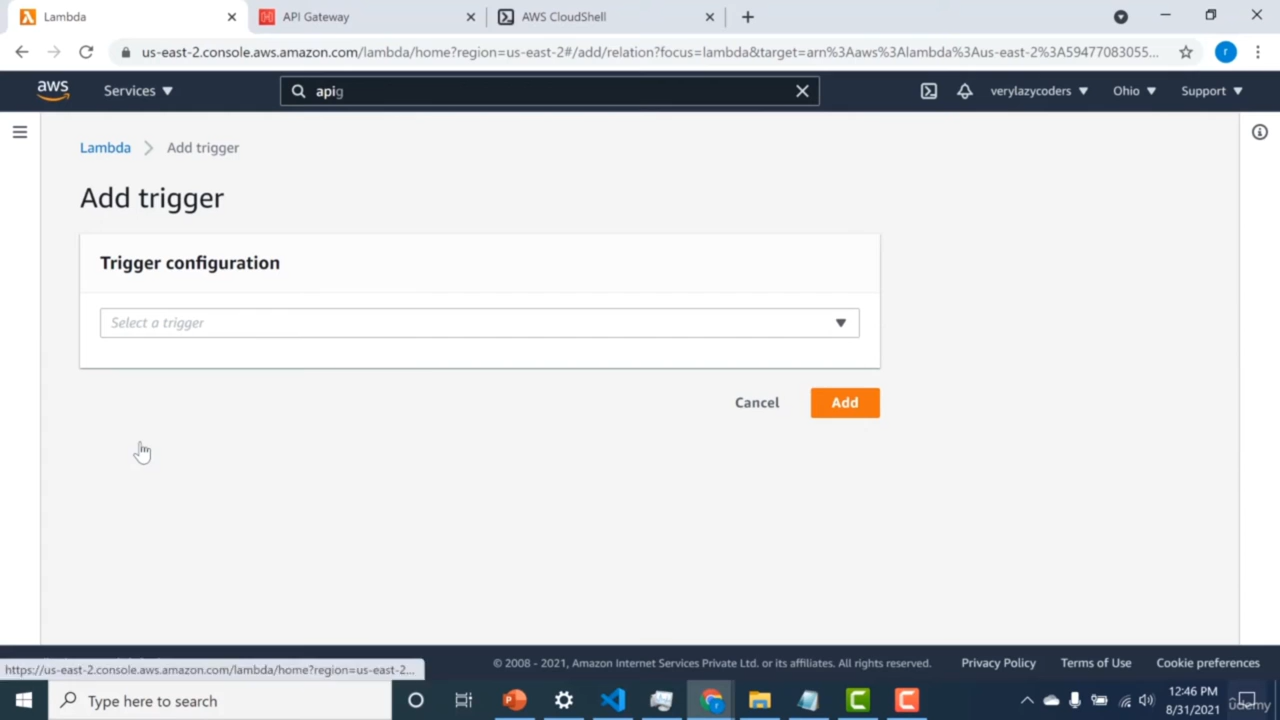 Lambda
API Gateway
AWS CloudShell
us-east-2.console.aws.amazon.com/lambda/home?region=us-east-2#/add/relation?focus=lambda&target=arn%3Aaws%3Alambda%3Aus-east-2%3A59477083055...
r
aws
Services
apig
verylazycoders
Ohio
Support
Lambda
Add trigger
Add trigger
Trigger configuration
Select a trigger
Cancel
Add
https://us-east-2.console.aws.amazon.com/lambda/home?region=us-east-2...
© 2008 - 2021, Amazon Internet Services Private Ltd. or its affiliates. All rights reserved.
Privacy Policy
Terms of Use
Cookie preferences
Type here to search
12:46 PM
8/31/2021
udemy